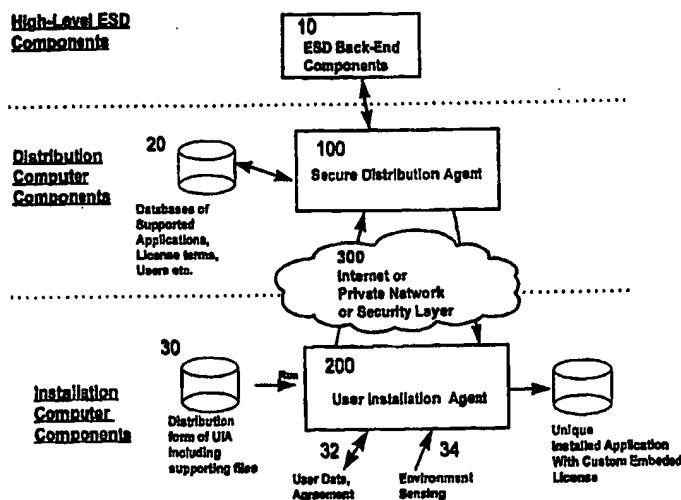 High-Level ESD
Components
10
ESD Back-End
Components
Distribution
Computer
Components
20
Databases of
Supported
Applications,
License terms,
Users etc.
100
Secure Distribution Agent
300
Internet or
Private Network
or Security Layer
Installation
Computer
Components
30
Distribution
form of UIA
Including
supporting files
Run
200
User Installation Agent
32
User Data,
Agreement
34
Environment
Sensing
Unique
Installed Application
With Custom Embeded
License